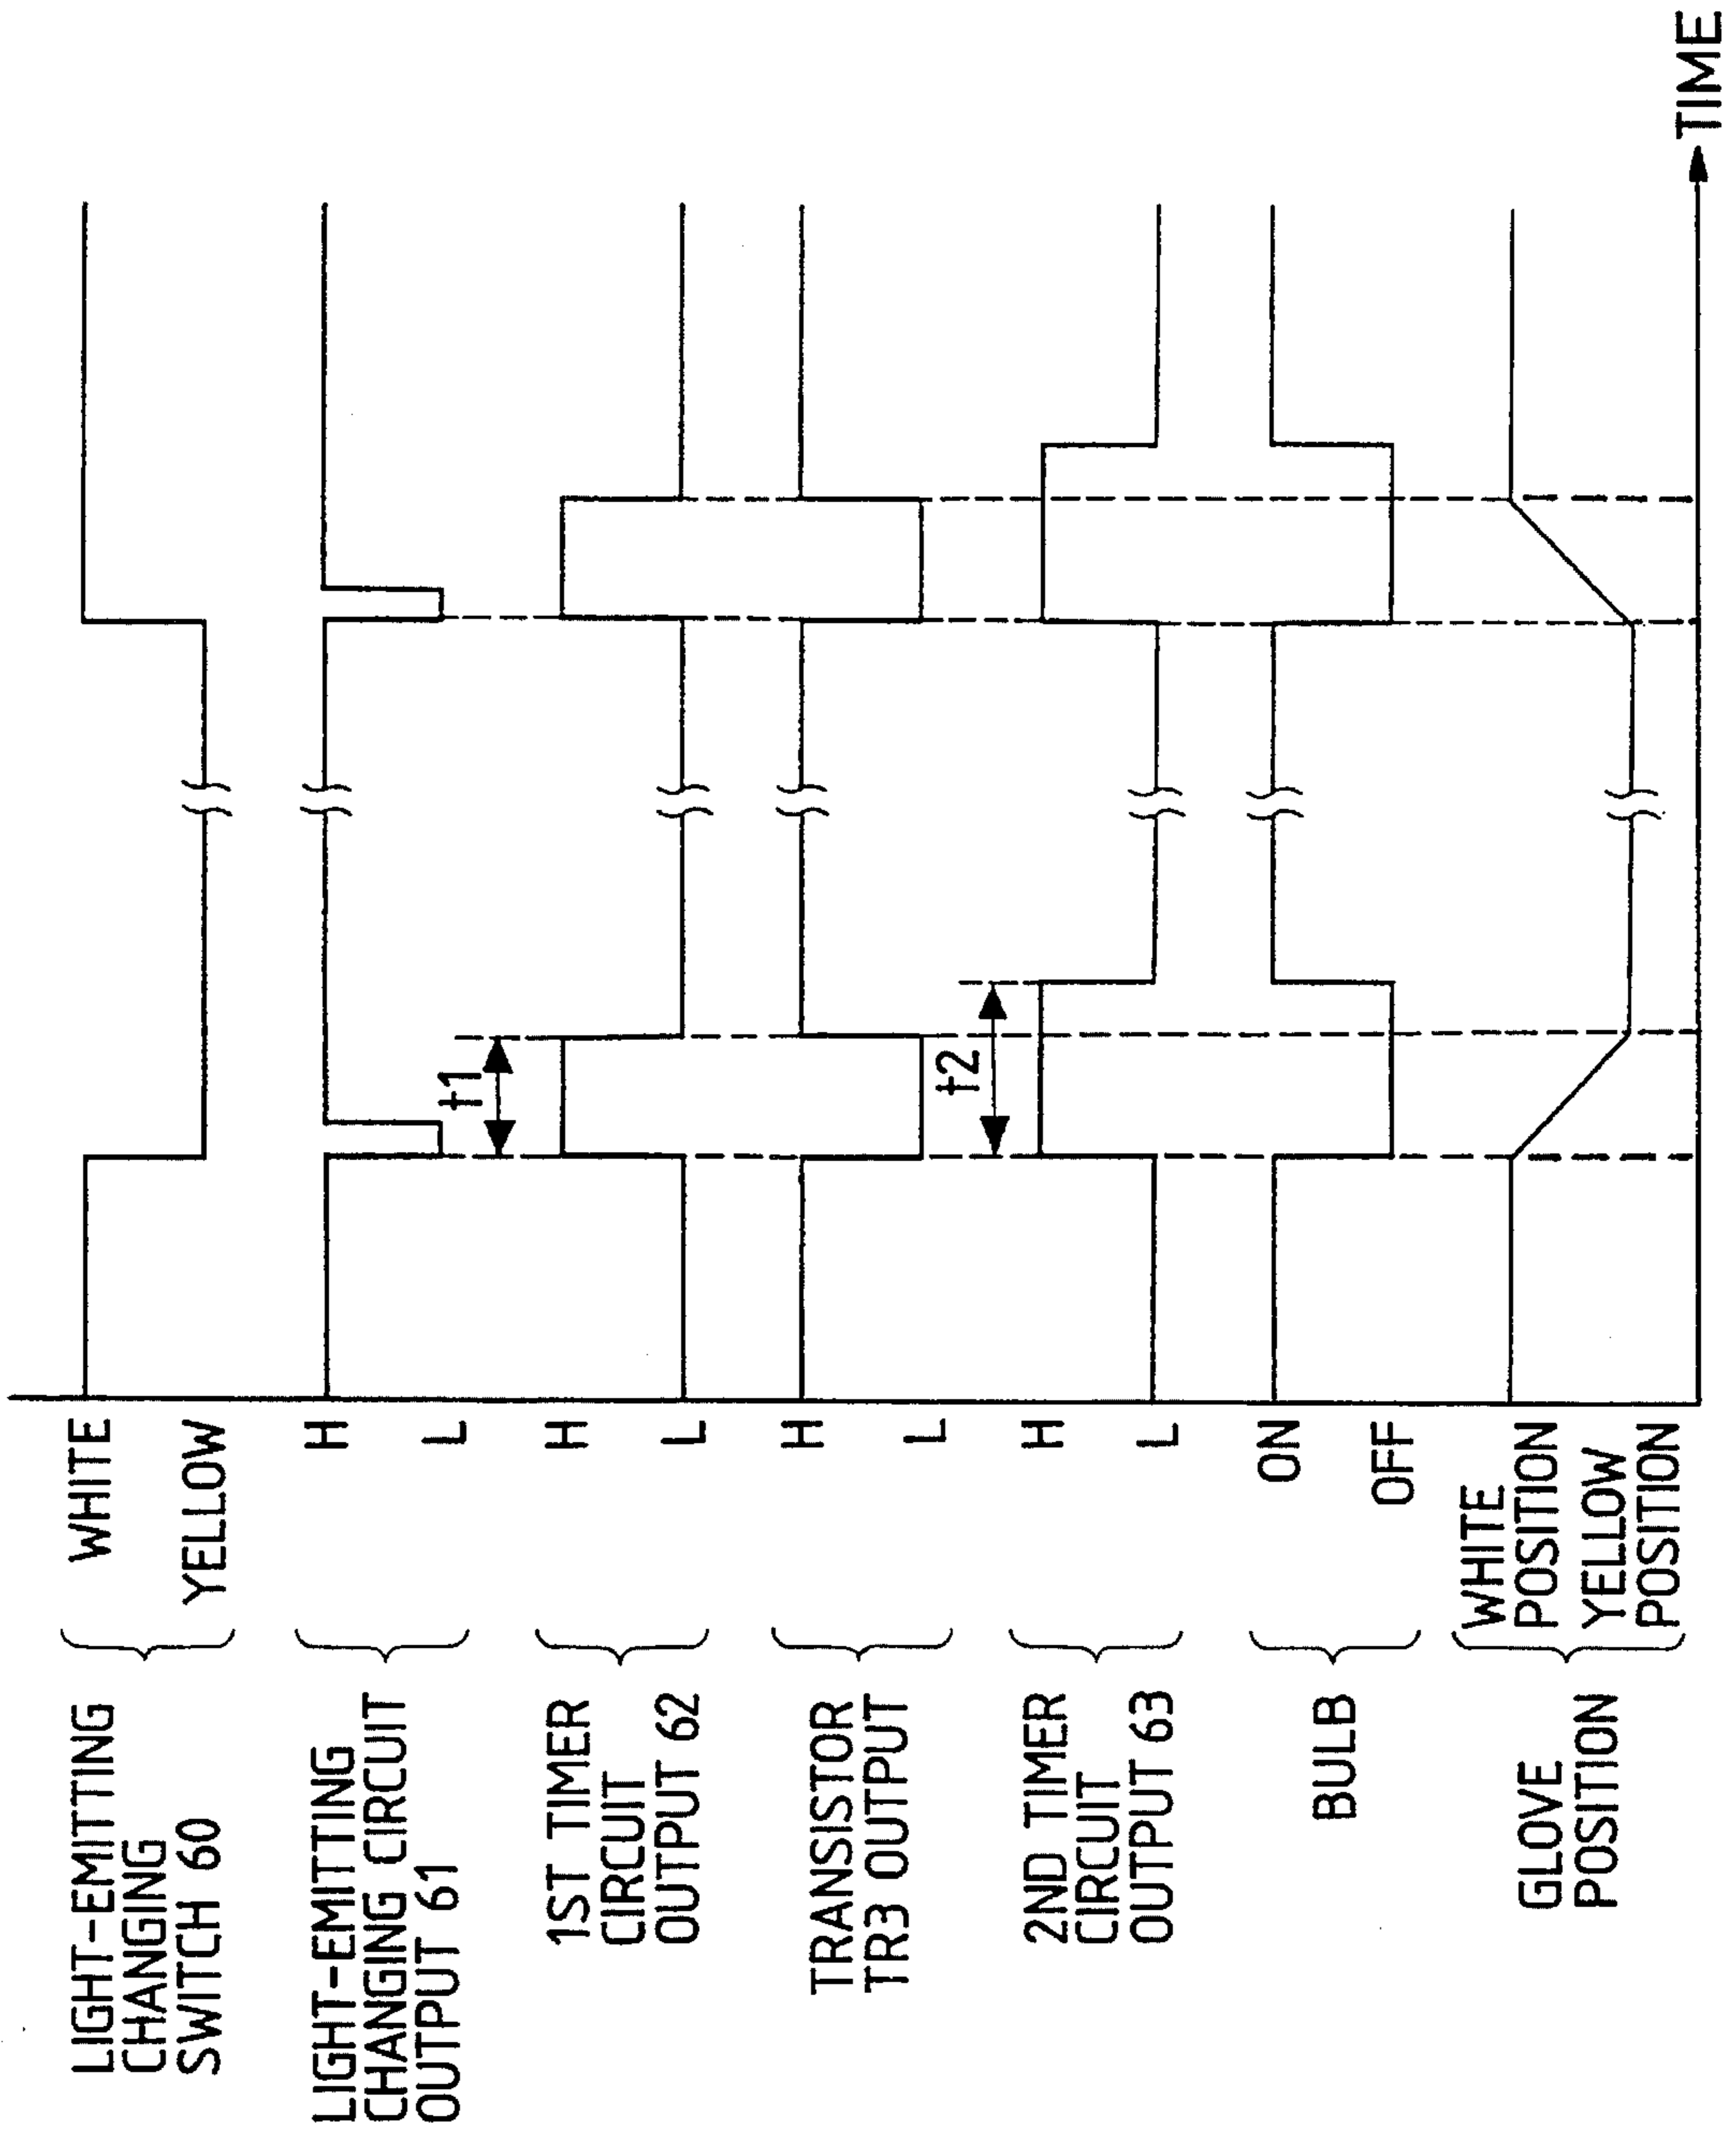 LIGHT-EMITTING
CHANGING
SWITCH 60
WHITE
YELLOW
LIGHT-EMITTING
CHANGING CIRCUIT
OUTPUT 61
H
L
1ST TIMER
CIRCUIT
OUTPUT 62
H
L
t1
TRANSISTOR
TR3 OUTPUT
H
L
2ND TIMER
CIRCUIT
OUTPUT 63
H
L
t2
BULB
ON
OFF
GLOVE
POSITION
WHITE
POSITION
YELLOW
POSITION
TIME